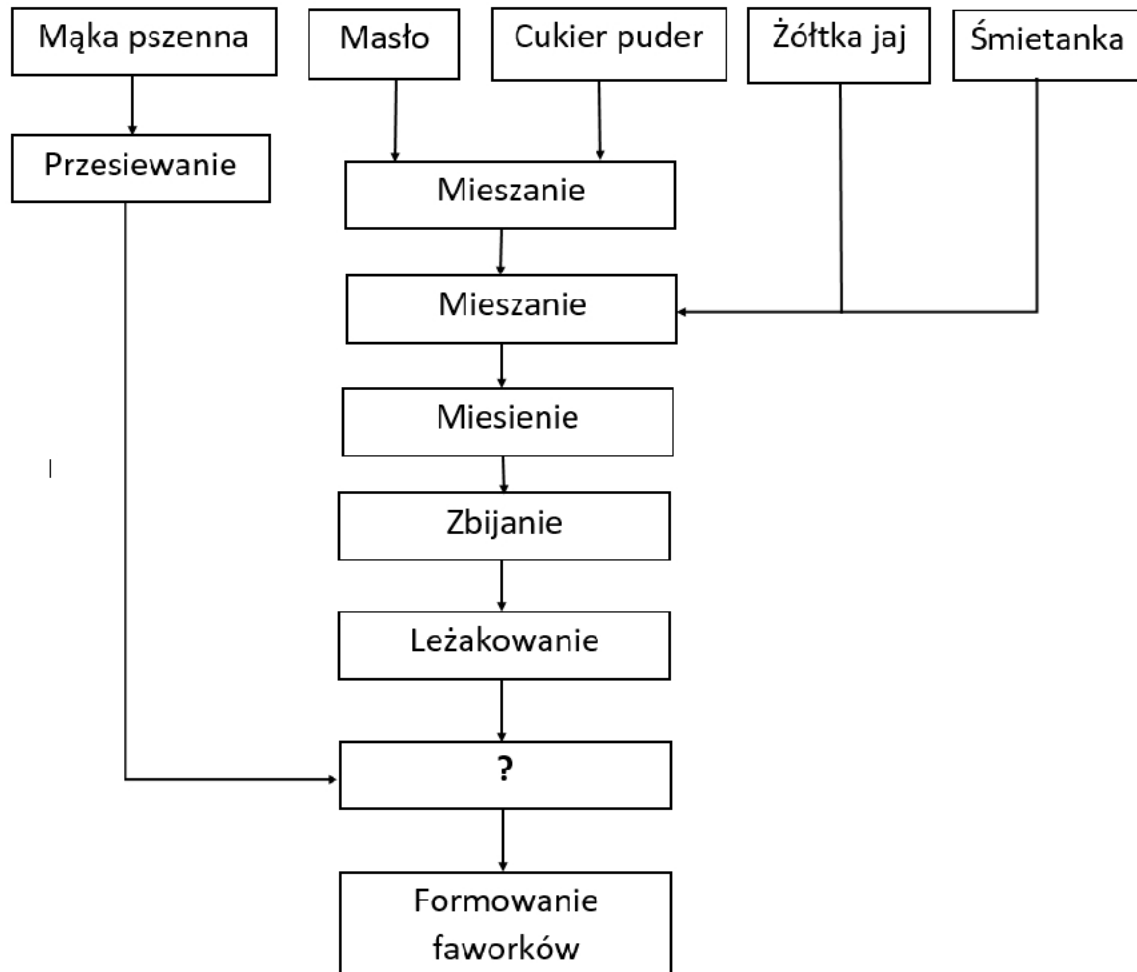 Mąka pszenna
Masło
Cukier puder
Żółtka jaj
Śmietanka
Przesiewanie
Mieszanie
Mieszanie
Miesienie
Zbijanie
Leżakowanie
?
Formowanie
faworków